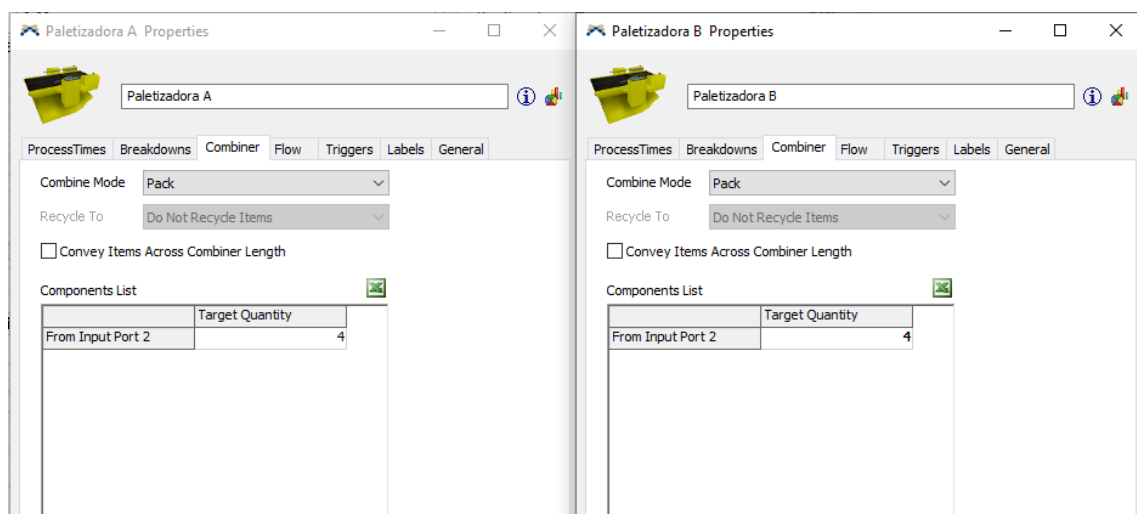 Paletizadora A Properties
Paletizadora A
ProcessTimes Breakdowns Combiner Flow Triggers Labels General
Combine Mode Pack
Recycle To Do Not Recycle Items
Convey Items Across Combiner Length
Components List
Target Quantity
From Input Port 2 4
Paletizadora B Properties
Paletizadora B
ProcessTimes Breakdowns Combiner Flow Triggers Labels General
Combine Mode Pack
Recycle To Do Not Recycle Items
Convey Items Across Combiner Length
Components List
Target Quantity
From Input Port 2 4